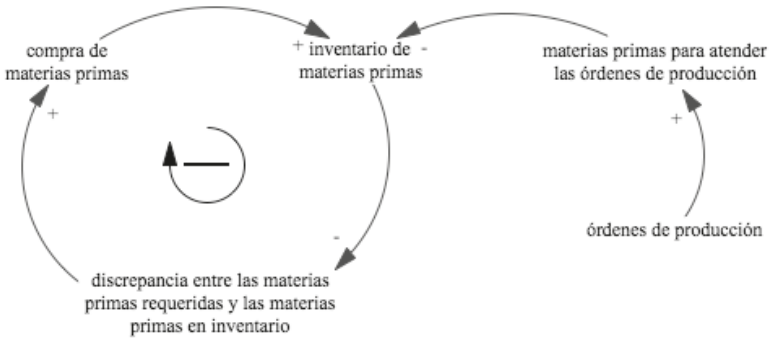 compra de
materias primas
+
inventario de
materias primas
-
materias primas para atender
las órdenes de producción
+
+
órdenes de producción
-
discrepancia entre las materias
primas requeridas y las materias
primas en inventario